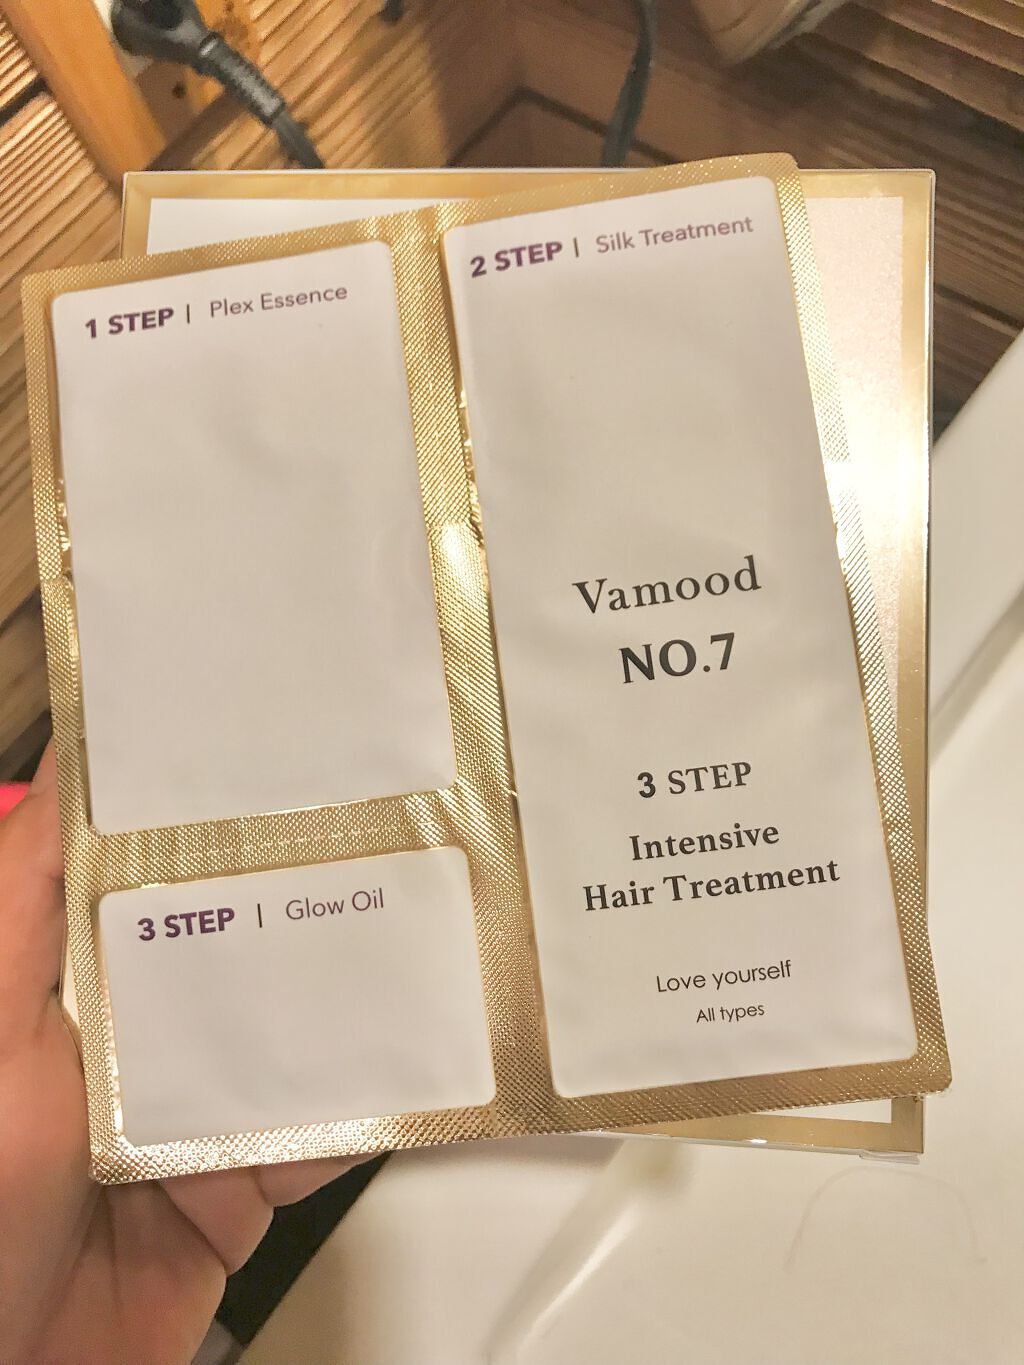 1 STEP | Plex Essence
2 STEP | Silk Treatment
Vamood
NO.7
3 STEP
Intensive
Hair Treatment
Love yourself
All types
3 STEP | Glow Oil